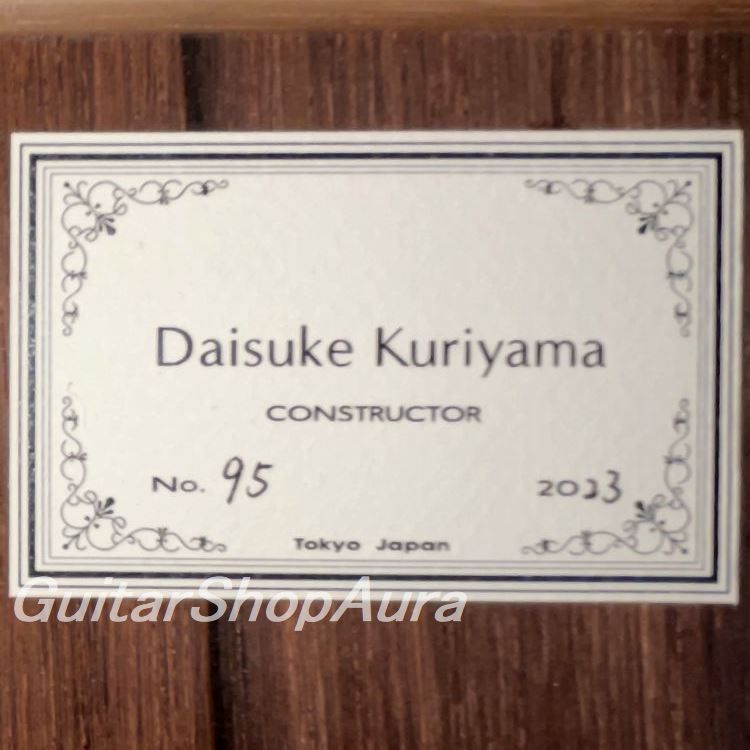 Daisuke Kuriyama
CONSTRUCTOR
No. 95 2023
Tokyo Japan
GuitarShopAura